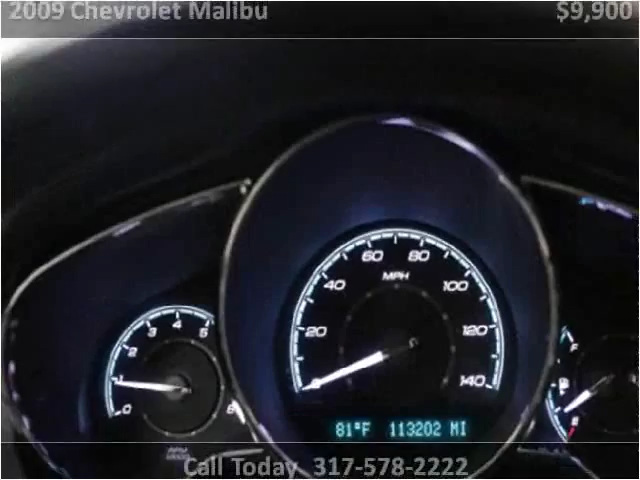 2009 Chevrolet Malibu $9,900
60 80
MPH
40 100
3 4 5
20 120
2
1
0 140
0
F
E
81°F 113202 MI
Call Today 317-578-2222